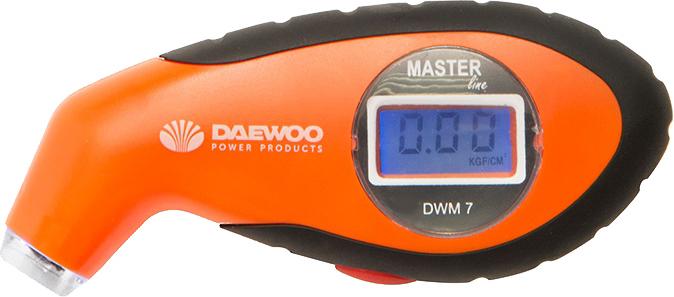 MASTER
line
DAEWOO
POWER PRODUCTS
0.00
KGF/CM²
DWM 7